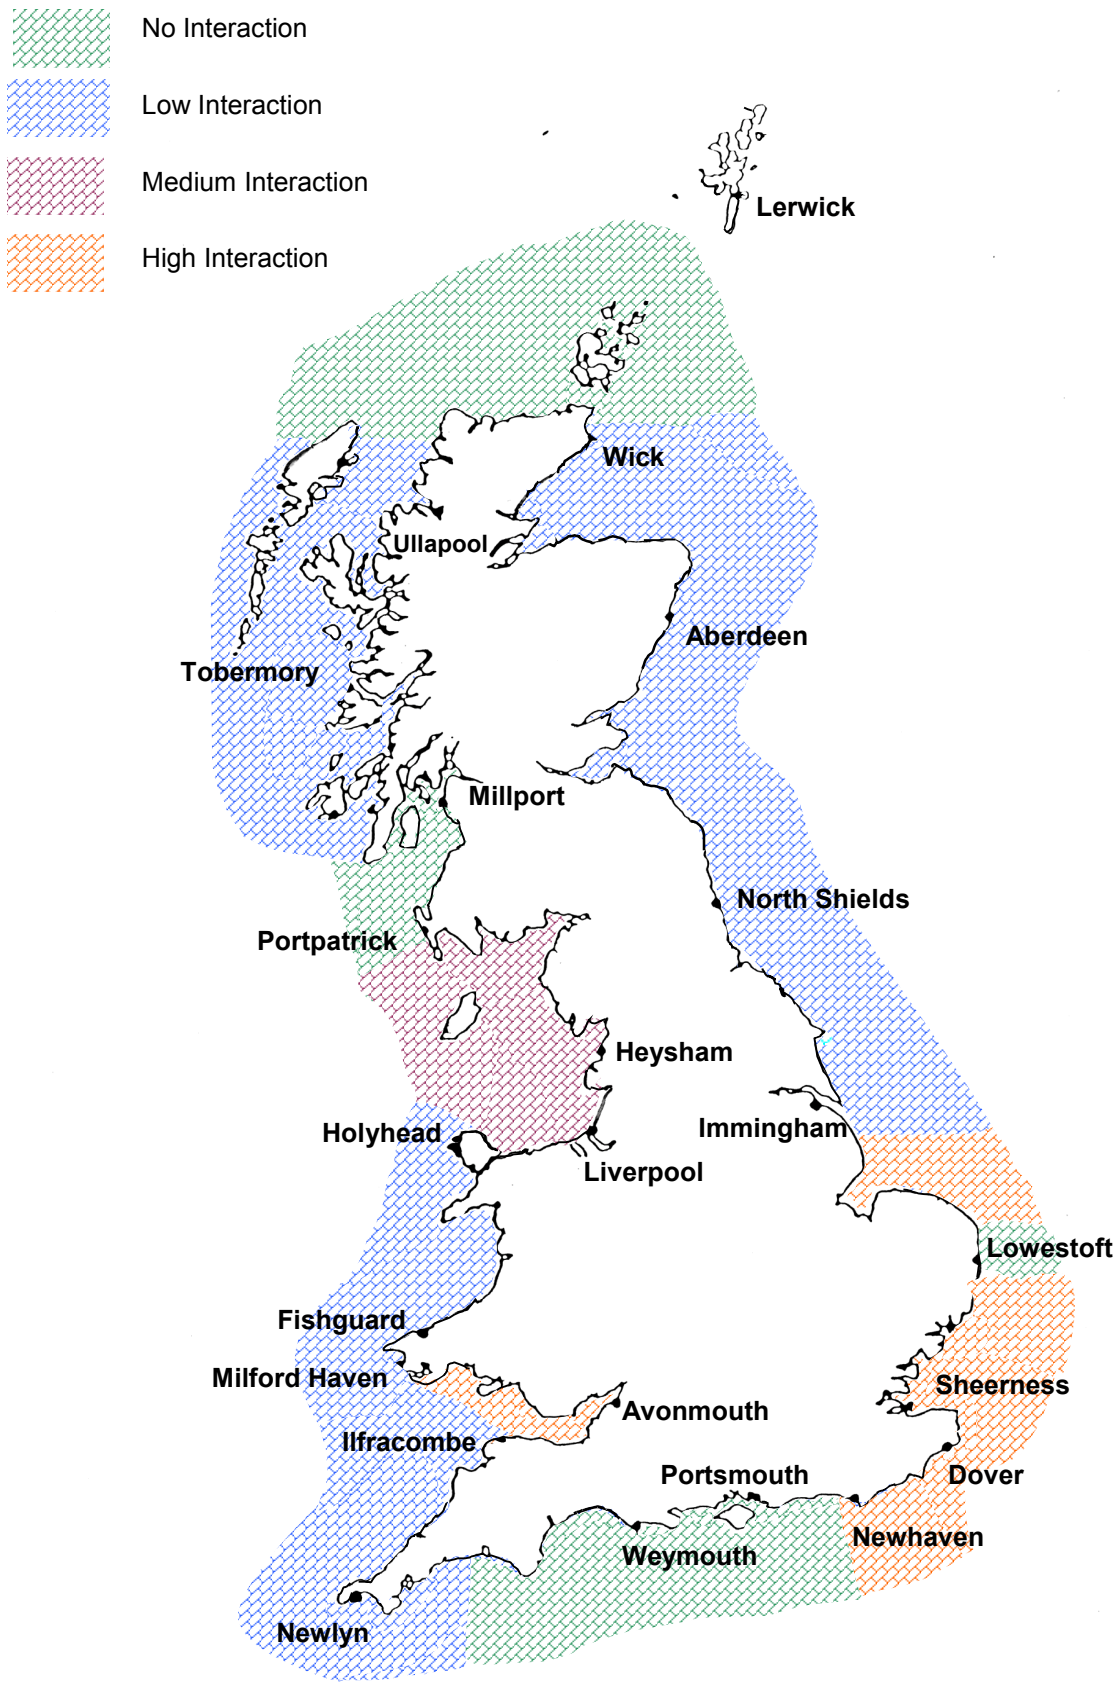 No Interaction
Low Interaction
Medium Interaction
High Interaction
Lerwick
Wick
Ullapool
Aberdeen
Tobermory
Millport
North Shields
Portpatrick
Heysham
Immingham
Holyhead
Liverpool
Lowestoft
Fishguard
Milford Haven
Sheerness
Avonmouth
Ilfracombe
Portsmouth
Dover
Newhaven
Weymouth
Newlyn